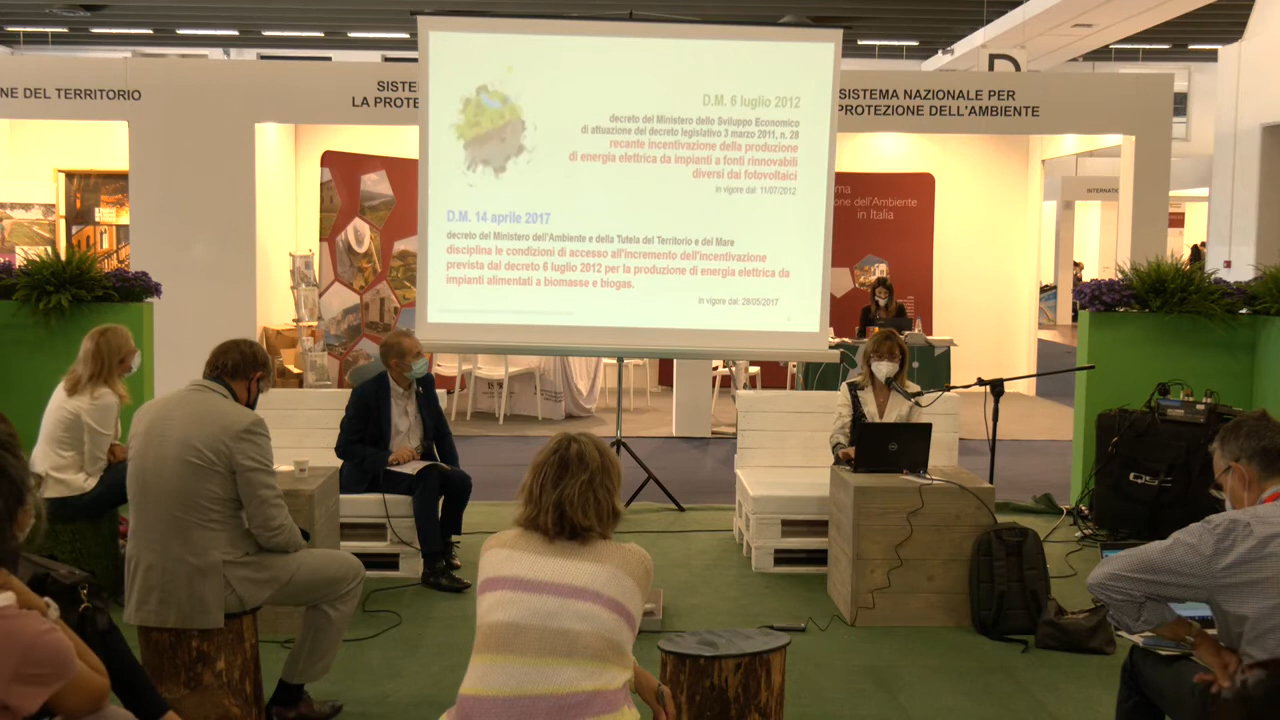 NE DEL TERRITORIO
SISTE
LA PROTE
SISTEMA NAZIONALE PER
PROTEZIONE DELL'AMBIENTE
D
D.M. 6 luglio 2012
decreto del Ministero dello Sviluppo Economico
di attuazione del decreto legislativo 3 marzo 2011, n. 28
recante incentivazione della produzione
di energia elettrica da impianti a fonti rinnovabili
diversi dai fotovoltaici
in vigore dal: 11/07/2012
D.M. 14 aprile 2017
decreto del Ministero dell'Ambiente e della Tutela del Territorio e del Mare
disciplina le condizioni di accesso all'incremento dell'incentivazione
prevista dal decreto 6 luglio 2012 per la produzione di energia elettrica da
impianti alimentati a biomasse e biogas.
in vigore dal: 28/05/2017
ma
one dell'Ambiente
in Italia
INTERNATIO
DELL
QSC